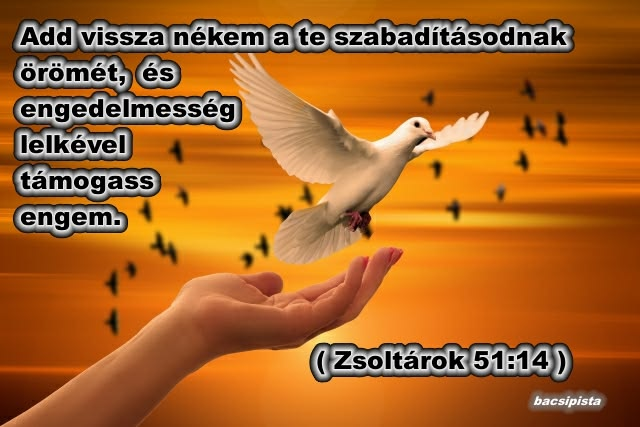 Add vissza nékem a te szabadításodnak
örömét, és
engedelmesség
lelkével
támogass
engem.
( Zsoltárok 51:14 )
bacsipista